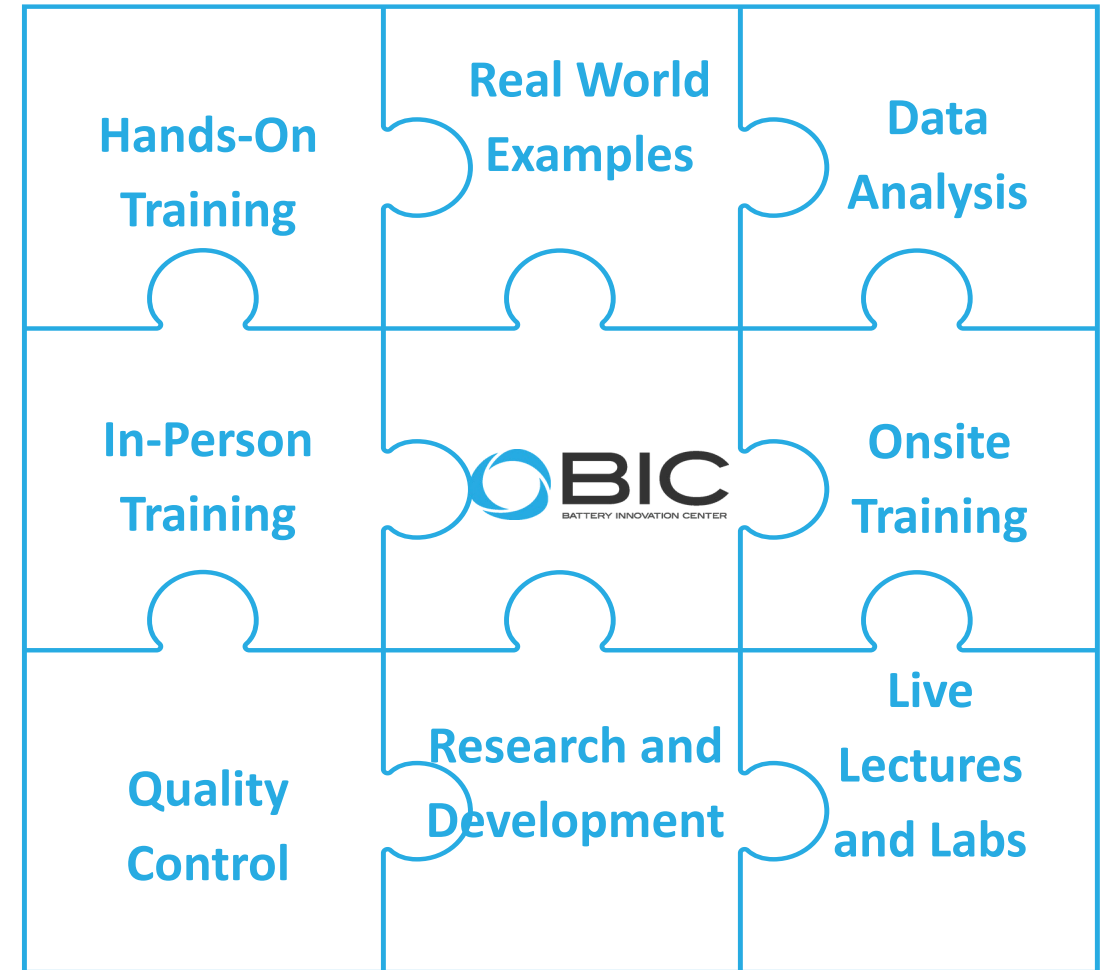 Hands-On
Training
Real World
Examples
Data
Analysis
In-Person
Training
BIC
BATTERY INNOVATION CENTER
Onsite
Training
Quality
Control
Research and
Development
Live
Lectures
and Labs